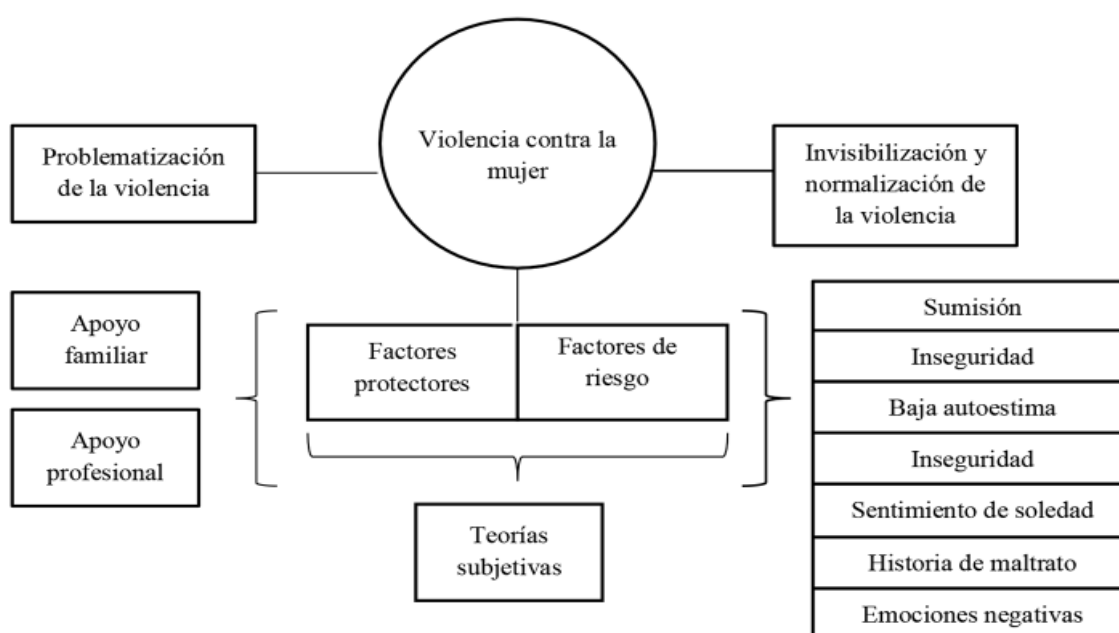 Violencia contra la
mujer
Problematización
de la violencia
Invisibilización y
normalización de
la violencia
Apoyo
familiar
Apoyo
profesional
Factores
protectores
Factores de
riesgo
Teorías
subjetivas
Sumisión
Inseguridad
Baja autoestima
Inseguridad
Sentimiento de soledad
Historia de maltrato
Emociones negativas